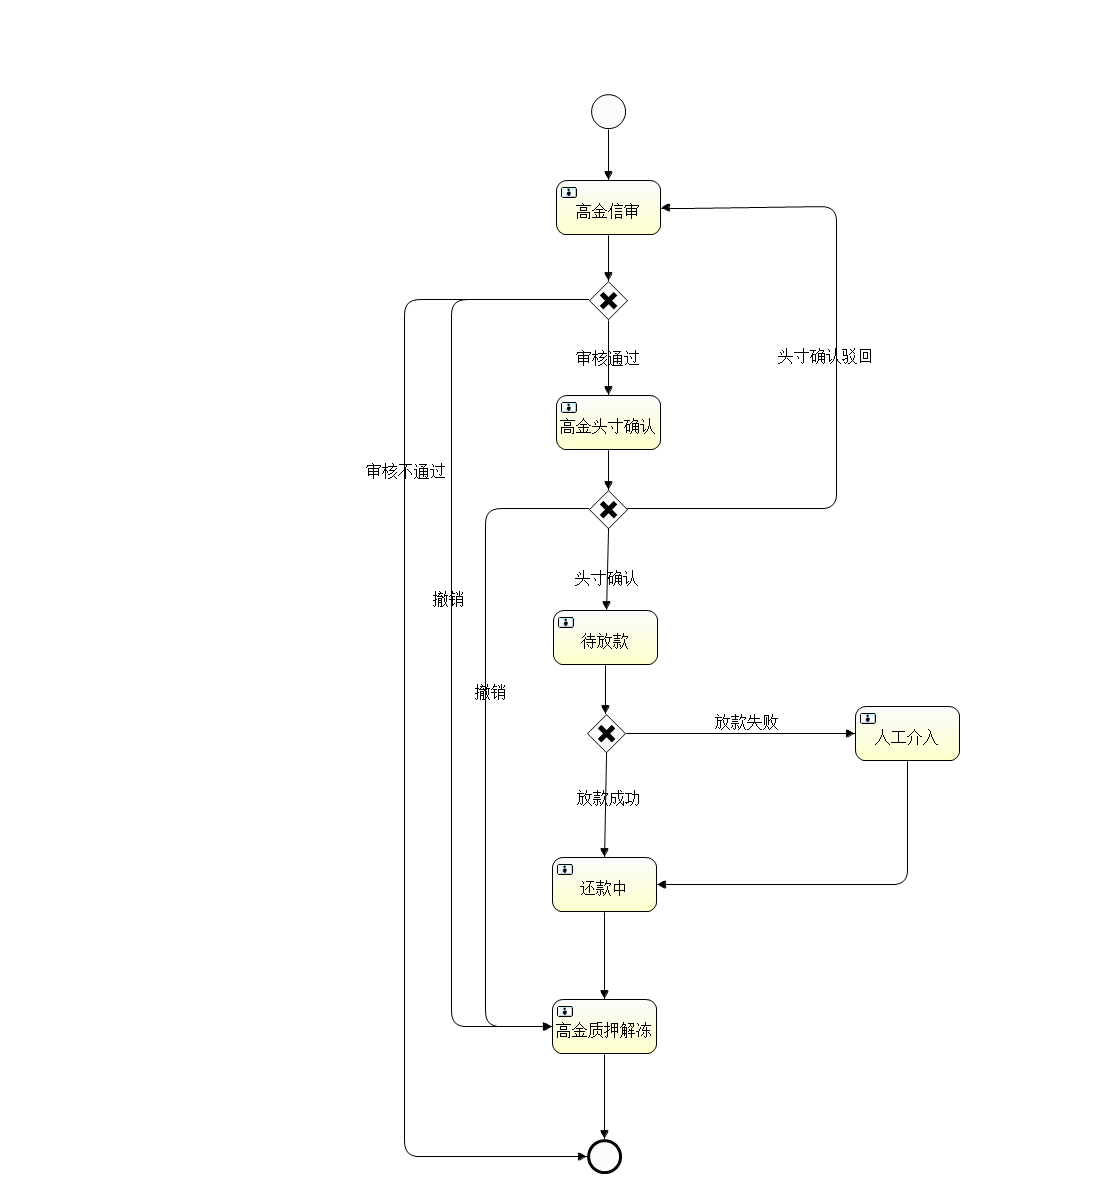 高金信审
审核通过
头寸确认驳回
高金头寸确认
审核不通过
头寸确认
撤销
待放款
撤销
放款失败
人工介入
放款成功
还款中
高金质押解冻